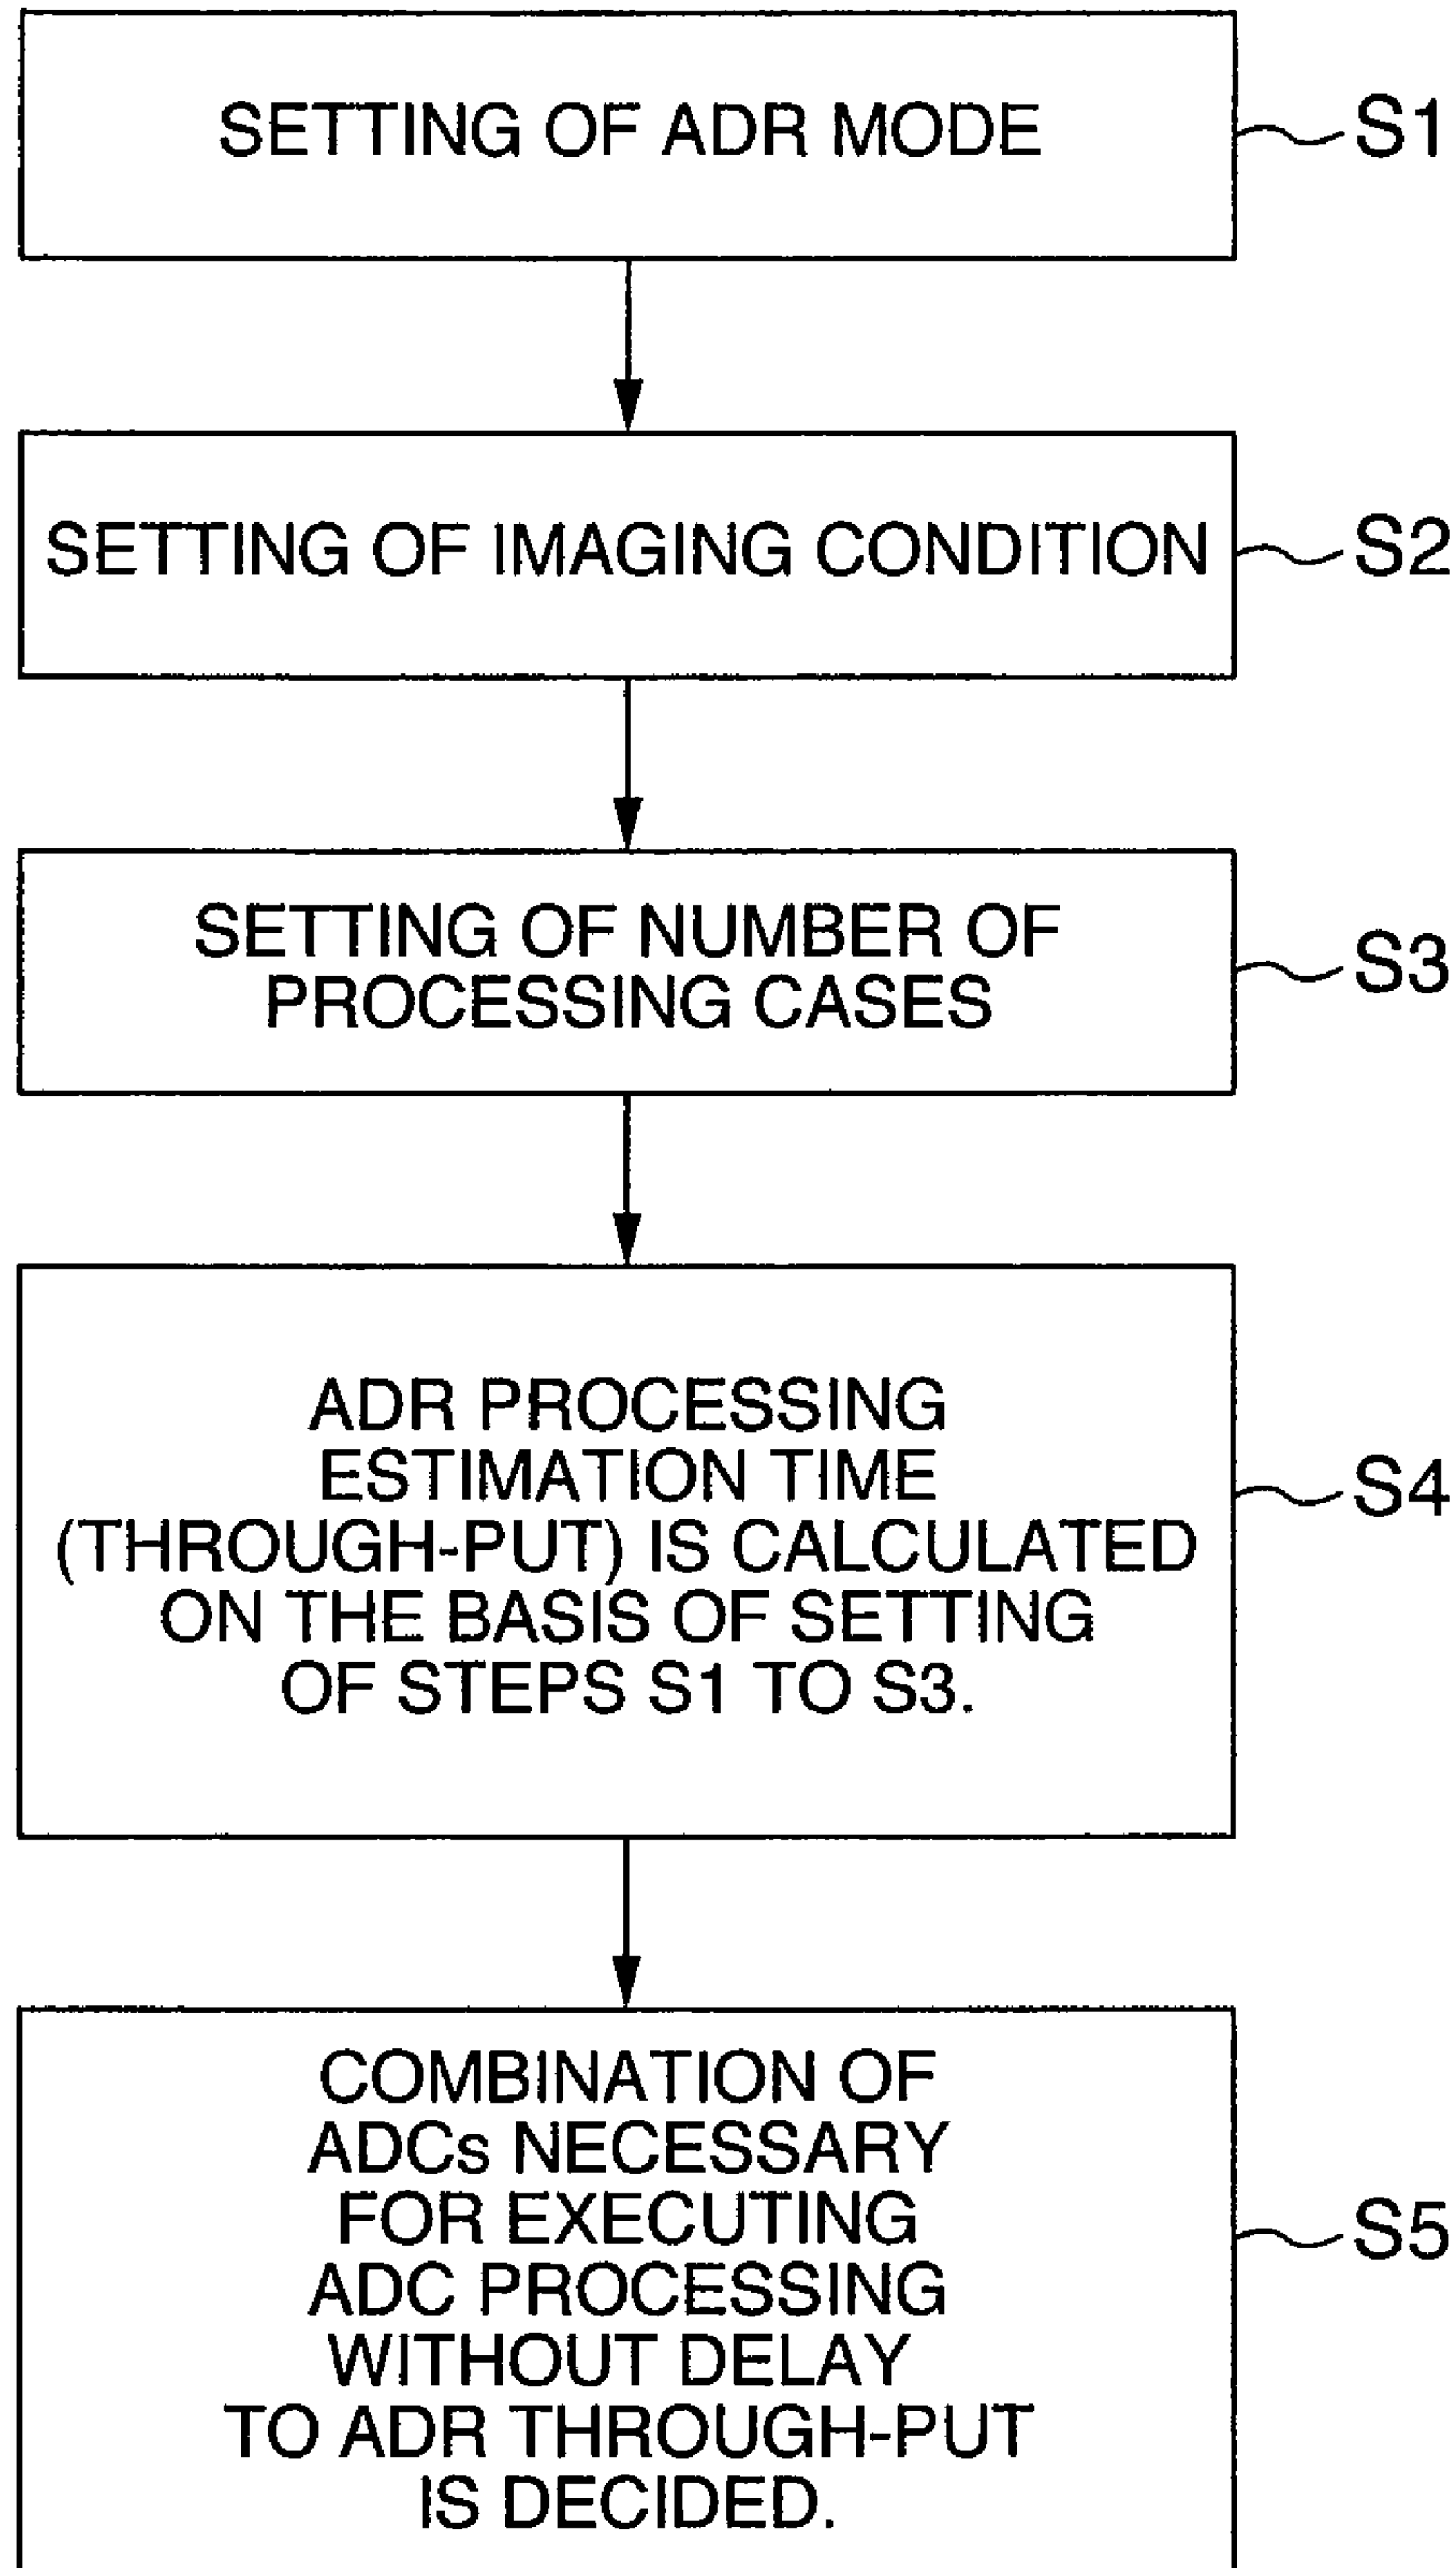 SETTING OF ADR MODE
S1
SETTING OF IMAGING CONDITION
S2
SETTING OF NUMBER OF
PROCESSING CASES
S3
ADR PROCESSING
ESTIMATION TIME
(THROUGH-PUT) IS CALCULATED
ON THE BASIS OF SETTING
OF STEPS S1 TO S3.
S4
COMBINATION OF
ADCs NECESSARY
FOR EXECUTING
ADC PROCESSING
WITHOUT DELAY
TO ADR THROUGH-PUT
IS DECIDED.
S5